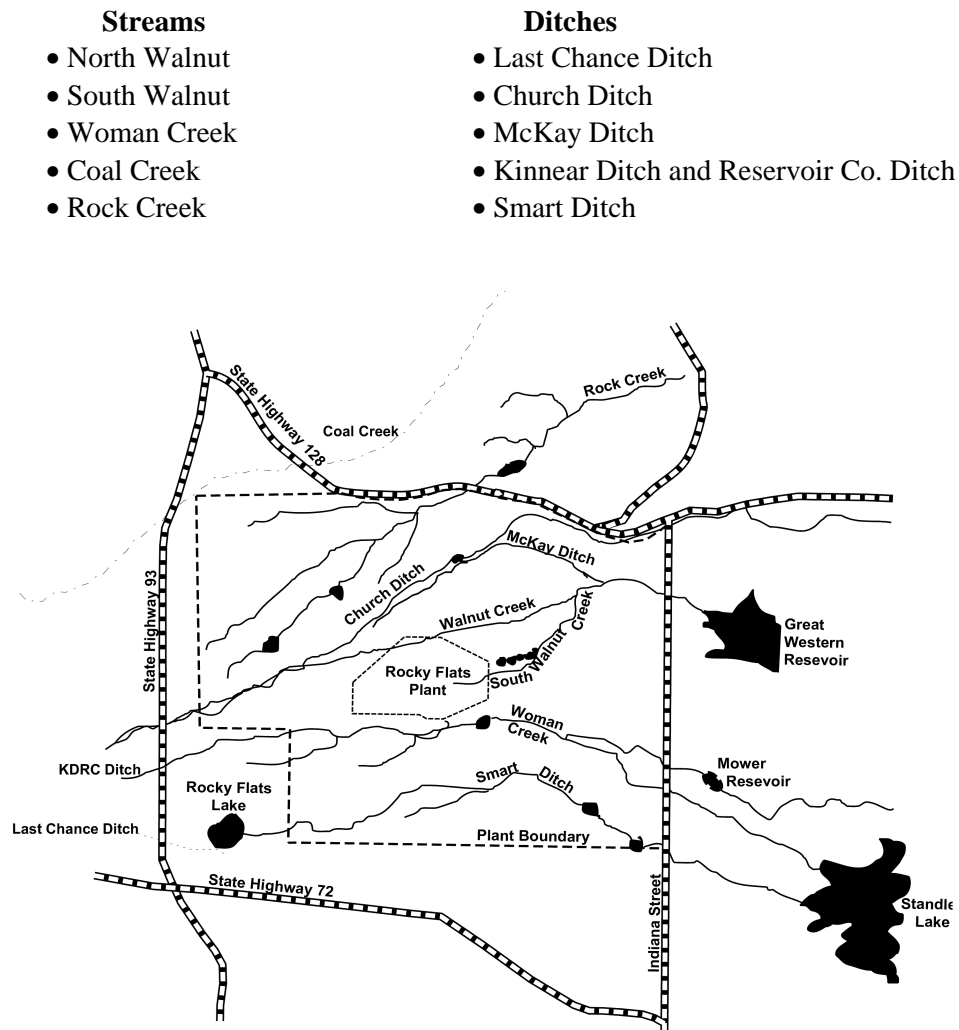 Streams
• North Walnut
• South Walnut
• Woman Creek
• Coal Creek
• Rock Creek
Ditches
• Last Chance Ditch
• Church Ditch
• McKay Ditch
• Kinnear Ditch and Reservoir Co. Ditch
• Smart Ditch
Rock Creek
State Highway 128
Coal Creek
McKay Ditch
Church Ditch
State Highway 93
Walnut Creek
Great
Western
Resevoir
Rocky Flats
Plant
South
Walnut
Creek
Woman
Creek
KDRC Ditch
Mower
Resevoir
Rocky Flats
Lake
Smart Ditch
Last Chance Ditch
Plant Boundary
State Highway 72
Indiana Street
Standle
Lake